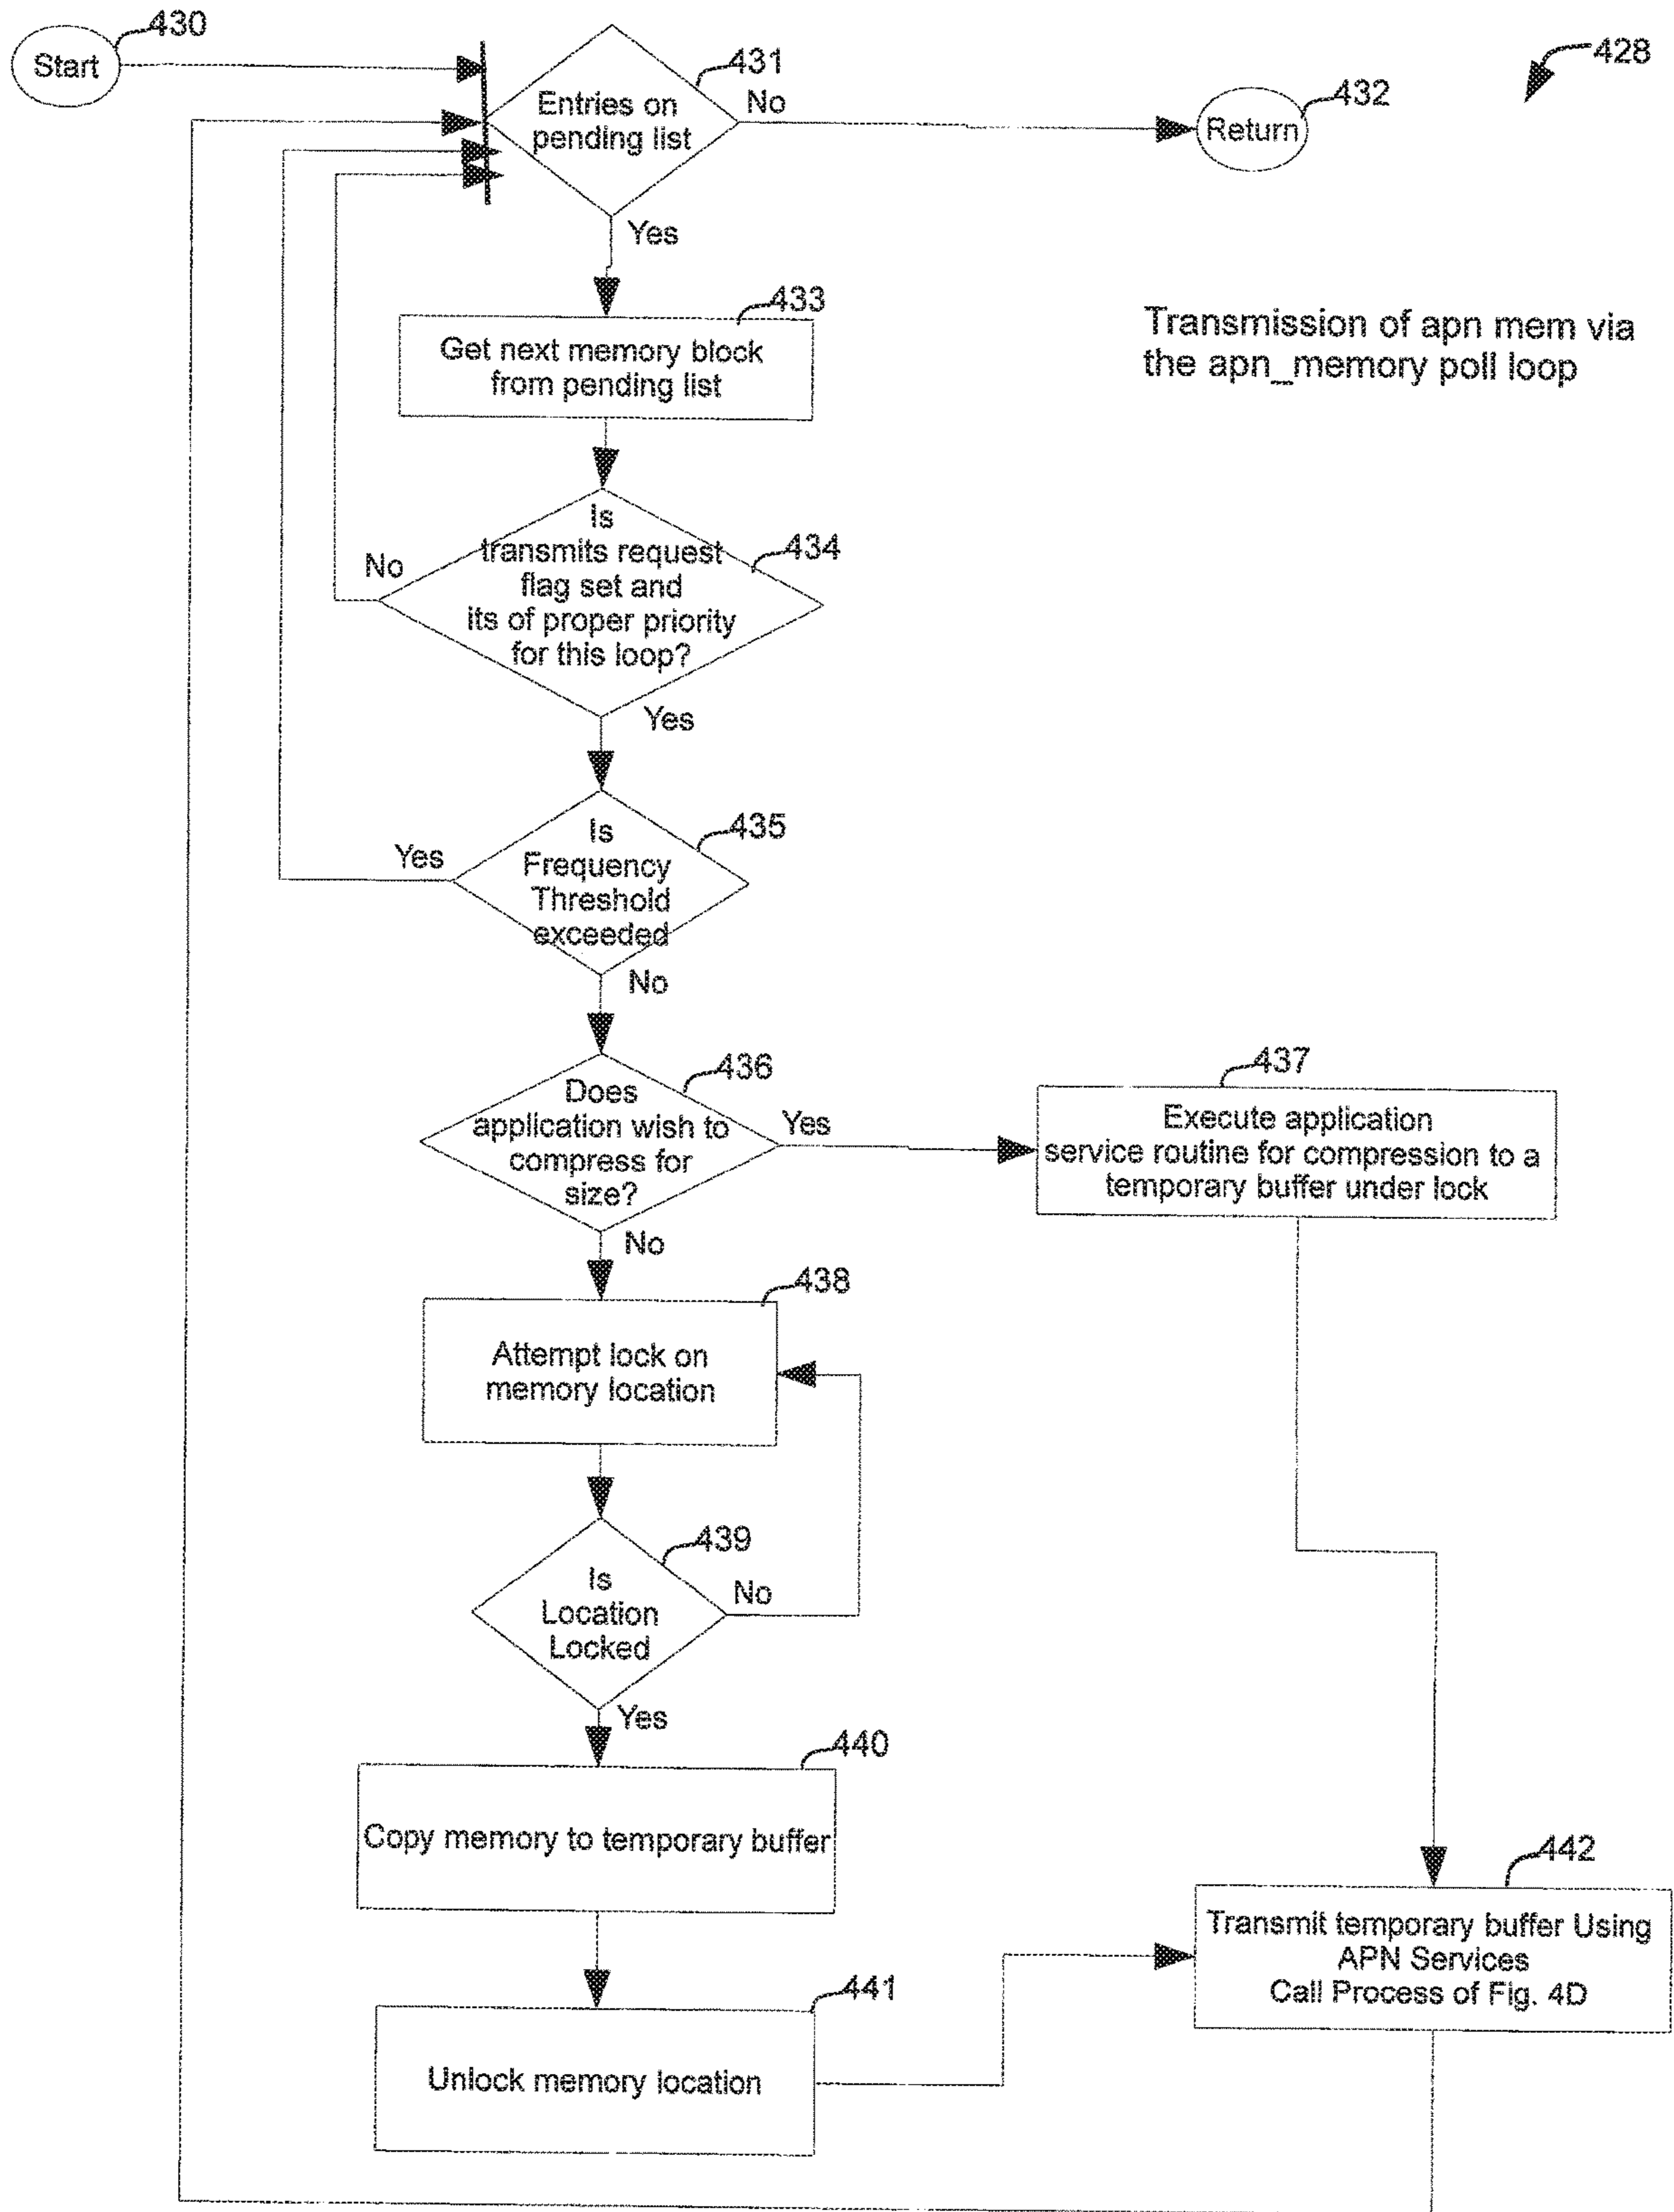 430
Start
428
431
Entries on
pending list
No
432
Return
Yes
433
Get next memory block
from pending list
Transmission of apn mem via
the apn_memory poll loop
434
Is
transmits request
flag set and
its of proper priority
for this loop?
No
Yes
435
Is
Frequency
Threshold
exceeded
Yes
No
436
Does
application wish to
compress for
size?
Yes
437
Execute application
service routine for compression to a
temporary buffer under lock
No
438
Attempt lock on
memory location
439
Is
Location
Locked
No
Yes
440
Copy memory to temporary buffer
441
Unlock memory location
442
Transmit temporary buffer Using
APN Services
Call Process of Fig. 4D